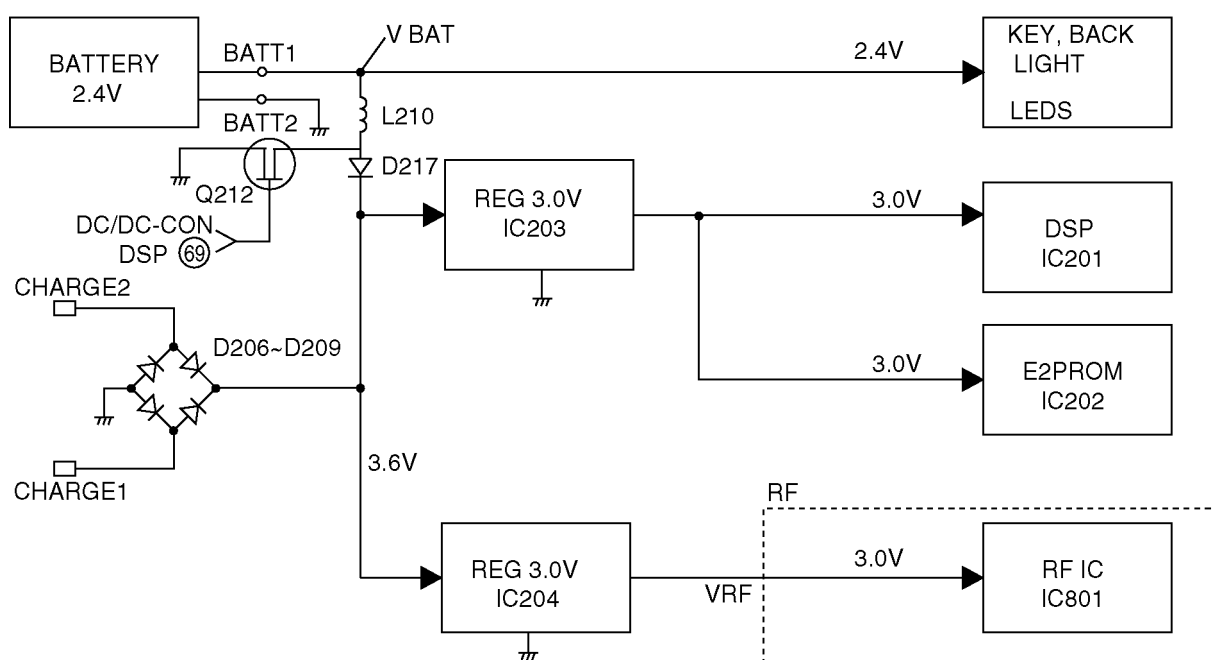 BATTERY
2.4V
BATT1
BATT2
V BAT
2.4V
KEY, BACK
LIGHT
LEDS
L210
D217
Q212
DC/DC-CON
DSP 69
REG 3.0V
IC203
3.0V
DSP
IC201
CHARGE2
D206~D209
3.0V
E2PROM
IC202
CHARGE1
3.6V
RF
REG 3.0V
IC204
VRF
3.0V
RF IC
IC801